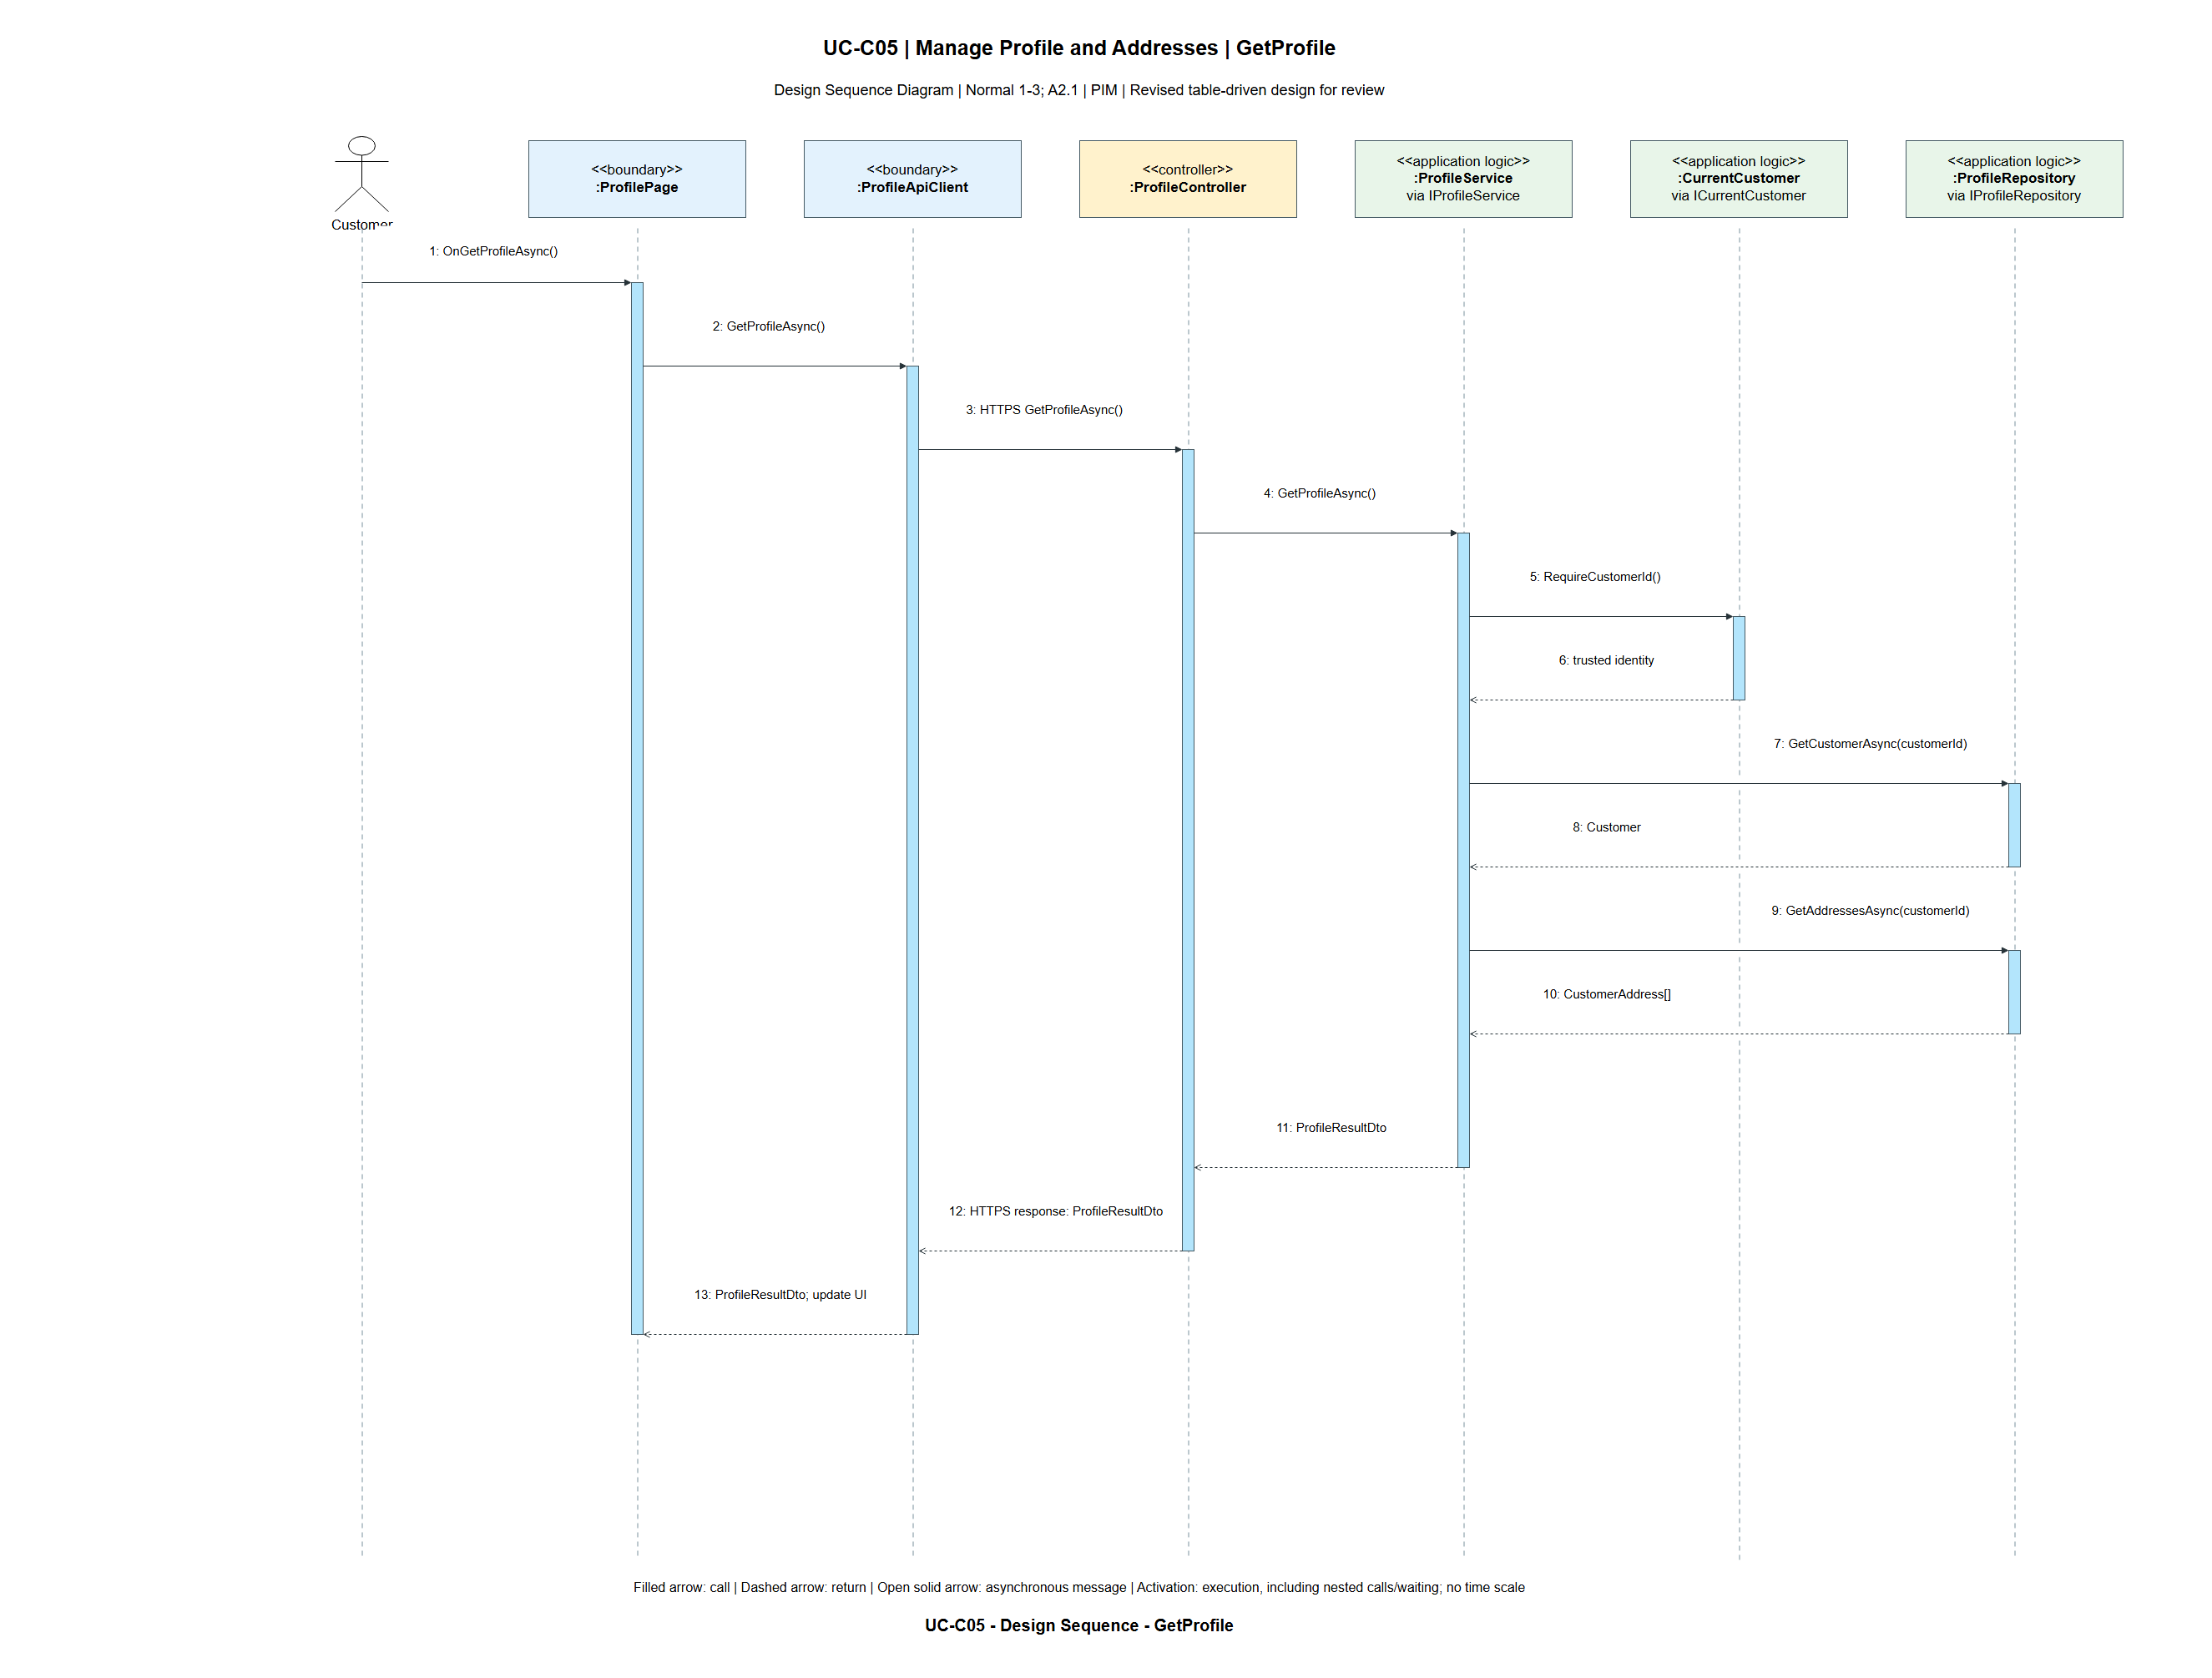 UC-C05 | Manage Profile and Addresses | GetProfile
Design Sequence Diagram | Normal 1-3; A2.1 | PIM | Revised table-driven design for review
Customer
<<boundary>>
:ProfilePage
<<boundary>>
:ProfileApiClient
<<controller>>
:ProfileController
<<application logic>>
:ProfileService
via IProfileService
<<application logic>>
:CurrentCustomer
via ICurrentCustomer
<<application logic>>
:ProfileRepository
via IProfileRepository
1: OnGetProfileAsync()
2: GetProfileAsync()
3: HTTPS GetProfileAsync()
4: GetProfileAsync()
5: RequireCustomerId()
6: trusted identity
7: GetCustomerAsync(customerId)
8: Customer
9: GetAddressesAsync(customerId)
10: CustomerAddress[]
11: ProfileResultDto
12: HTTPS response: ProfileResultDto
13: ProfileResultDto; update UI
Filled arrow: call | Dashed arrow: return | Open solid arrow: asynchronous message | Activation: execution, including nested calls/waiting; no time scale
UC-C05 - Design Sequence - GetProfile